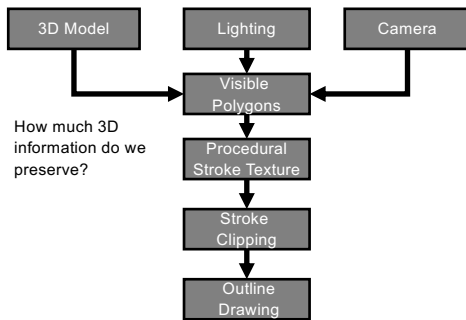 3D Model
Lighting
Camera
Visible
Polygons
How much 3D
information do we
preserve?
Procedural
Stroke Texture
Stroke
Clipping
Outline
Drawing